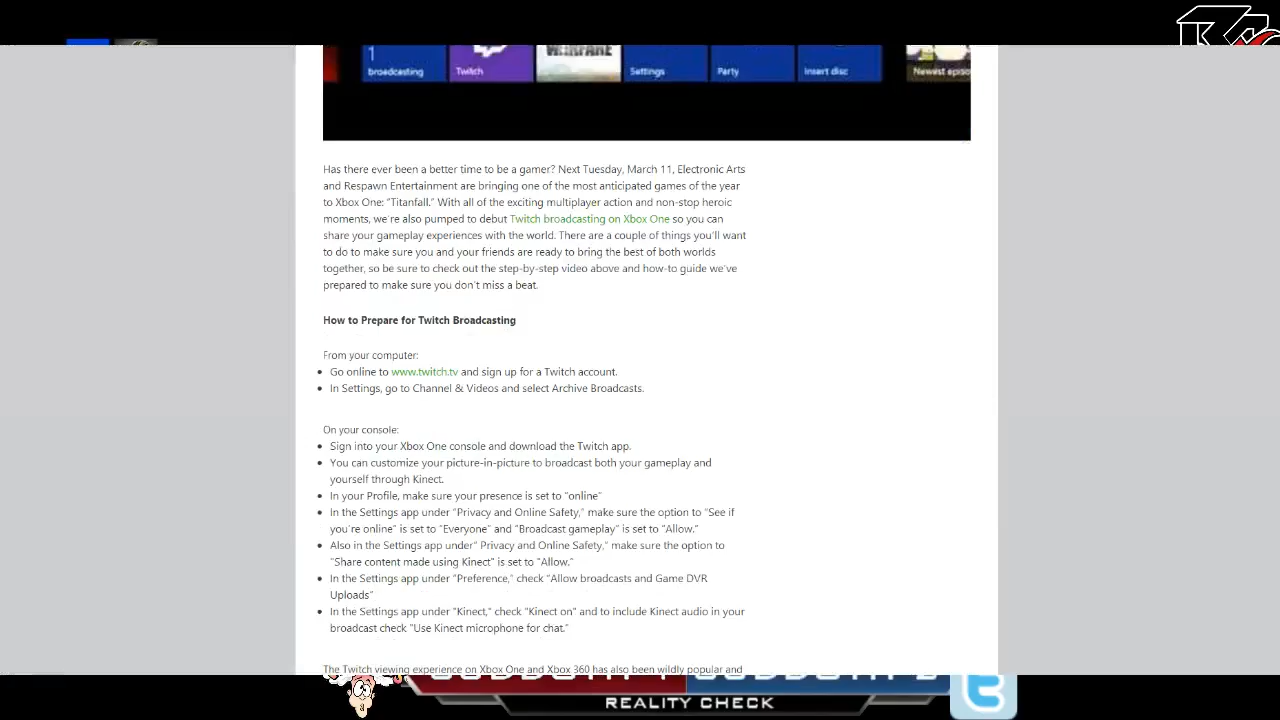 1
broadcasting
Twitch
WARFARE
Settings
Party
Insert disc
Newest episo
Has there ever been a better time to be a gamer? Next Tuesday, March 11, Electronic Arts
and Respawn Entertainment are bringing one of the most anticipated games of the year
to Xbox One: "Titanfall." With all of the exciting multiplayer action and non-stop heroic
moments, we're also pumped to debut Twitch broadcasting on Xbox One so you can
share your gameplay experiences with the world. There are a couple of things you'll want
to do to make sure you and your friends are ready to bring the best of both worlds
together, so be sure to check out the step-by-step video above and how-to guide we've
prepared to make sure you don't miss a beat.
How to Prepare for Twitch Broadcasting
From your computer:
• Go online to www.twitch.tv and sign up for a Twitch account.
• In Settings, go to Channel & Videos and select Archive Broadcasts.
On your console:
• Sign into your Xbox One console and download the Twitch app.
• You can customize your picture-in-picture to broadcast both your gameplay and
yourself through Kinect.
• In your Profile, make sure your presence is set to "online"
• In the Settings app under "Privacy and Online Safety," make sure the option to "See if
you're online" is set to "Everyone" and "Broadcast gameplay" is set to "Allow."
• Also in the Settings app under" Privacy and Online Safety," make sure the option to
"Share content made using Kinect" is set to "Allow."
• In the Settings app under "Preference," check "Allow broadcasts and Game DVR
Uploads"
• In the Settings app under "Kinect," check "Kinect on" and to include Kinect audio in your
broadcast check "Use Kinect microphone for chat."
The Twitch viewing experience on Xbox One and Xbox 360 has also been wildly popular and
REALITY CHECK